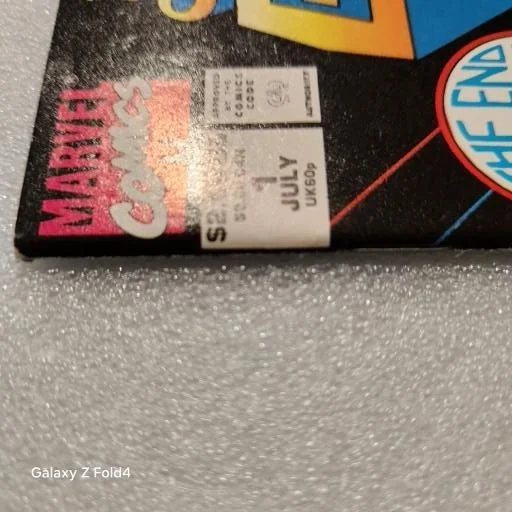 MARVEL
COMICS
APPROVED
BY THE
COMICS
CODE
AUTHORITY
1
JULY
UK60p
THE END
Galaxy Z Fold4